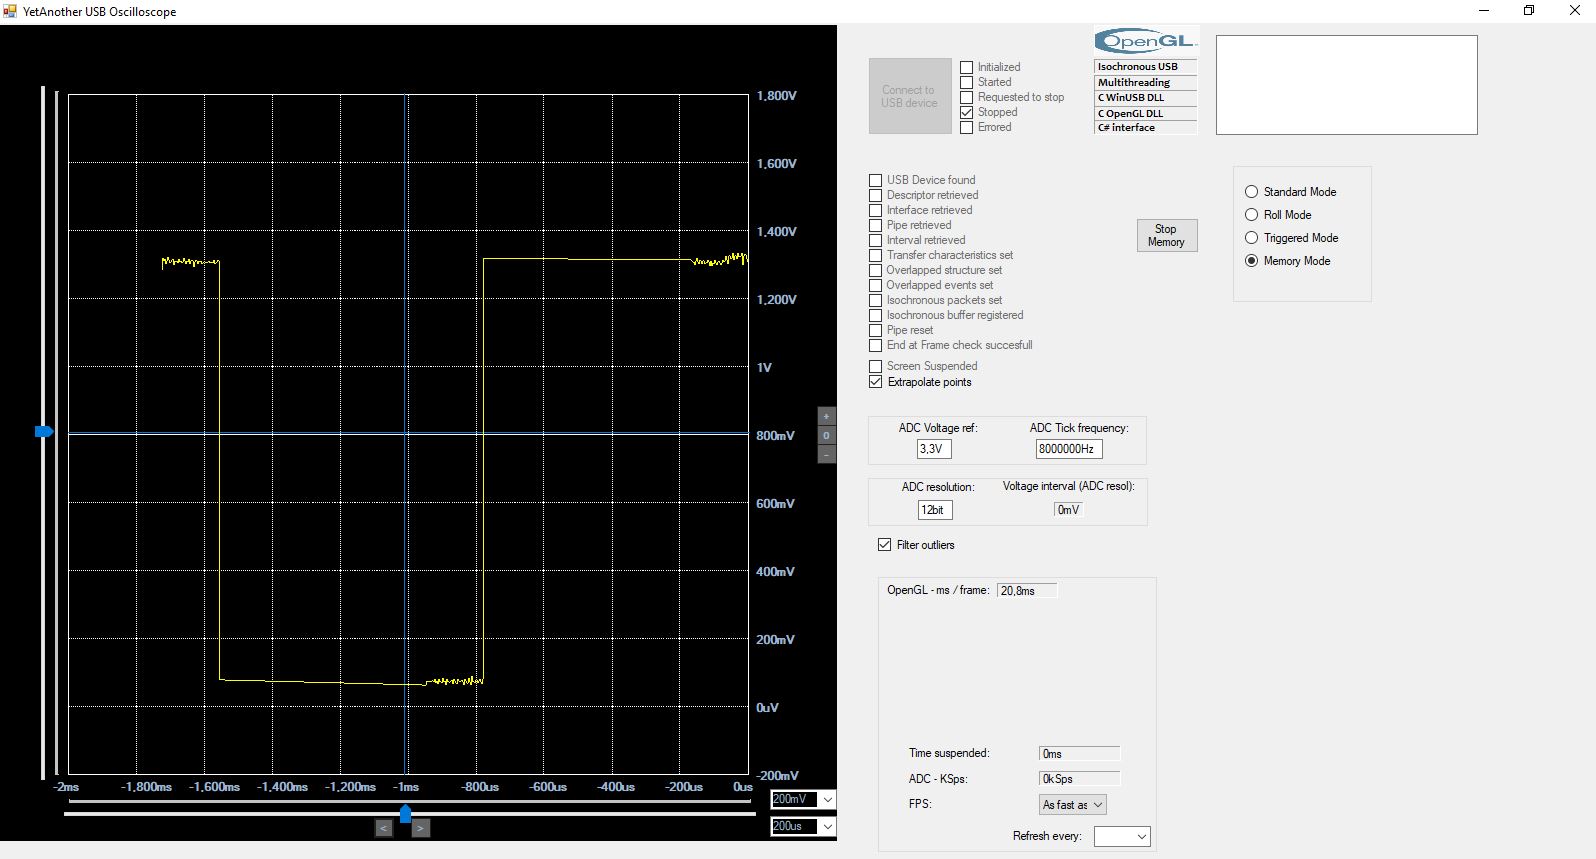 YetAnother USB Oscilloscope
1,800V
1,600V
1,400V
1,200V
1V
800mV
600mV
400mV
200mV
0uV
-200mV
-2ms -1,800ms -1,600ms -1,400ms -1,200ms -1ms -800us -600us -400us -200us 0us
+
0
-
200mV
200us
< >
Connect to
USB device
Initialized
Started
Requested to stop
Stopped
Errored
OpenGL
Isochronous USB
Multithreading
C WinUSB DLL
C OpenGL DLL
C# interface
USB Device found
Descriptor retrieved
Interface retrieved
Pipe retrieved
Interval retrieved
Transfer characteristics set
Overlapped structure set
Overlapped events set
Isochronous packets set
Isochronous buffer registered
Pipe reset
End at Frame check succesfull
Screen Suspended
Extrapolate points
Stop
Memory
Standard Mode
Roll Mode
Triggered Mode
Memory Mode
ADC Voltage ref: ADC Tick frequency:
3,3V 8000000Hz
ADC resolution: Voltage interval (ADC resol):
12bit 0mV
Filter outliers
OpenGL - ms / frame: 20,8ms
Time suspended: 0ms
ADC - KSps: 0kSps
FPS: As fast as
Refresh every: